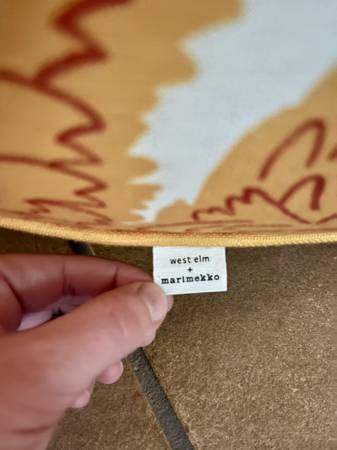 west elm
+
marimekko